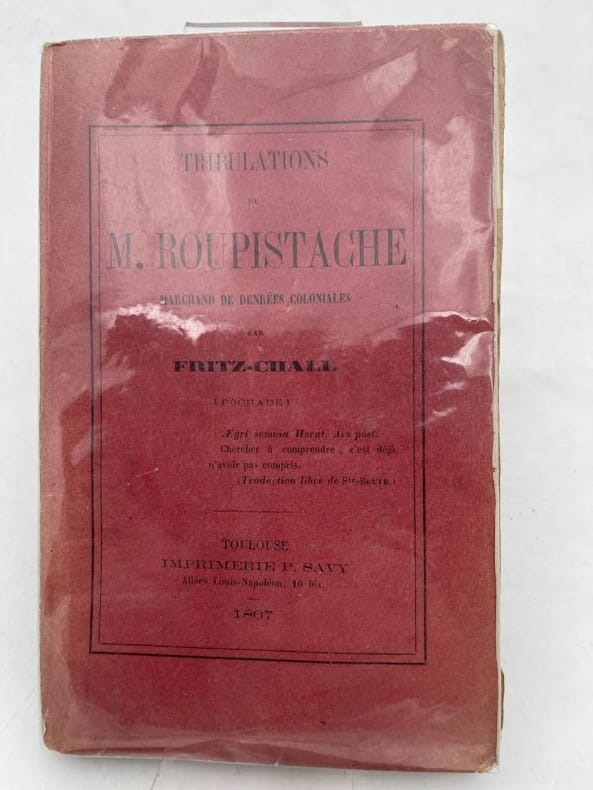 TRIBULATIONS
DE
M. ROUPISTACHE
MARCHAND DE DENRÉES COLONIALES
PAR
FRITZ-CHALL
(POCHADE)
Ægri somnia Horat. Ars poet.
Chercher à comprendre, c'est déjà
n'avoir pas compris.
(Traduction libre de Ste-BEUVE.)
TOULOUSE
IMPRIMERIE P. SAVY
Allées Louis-Napoléon, 10 bis.
1867